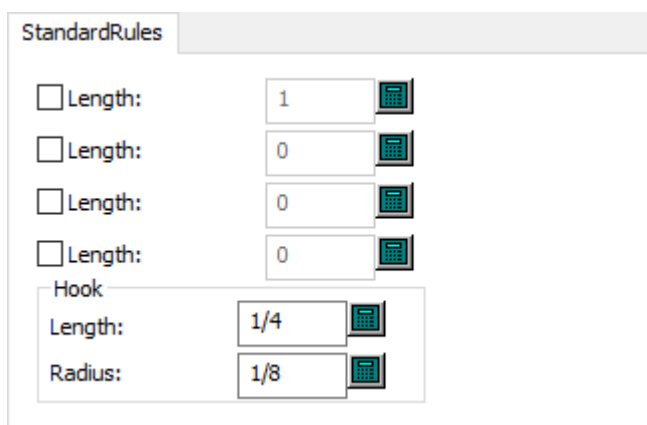 StandardRules
Length: 1
Length: 0
Length: 0
Length: 0
Hook
Length: 1/4
Radius: 1/8